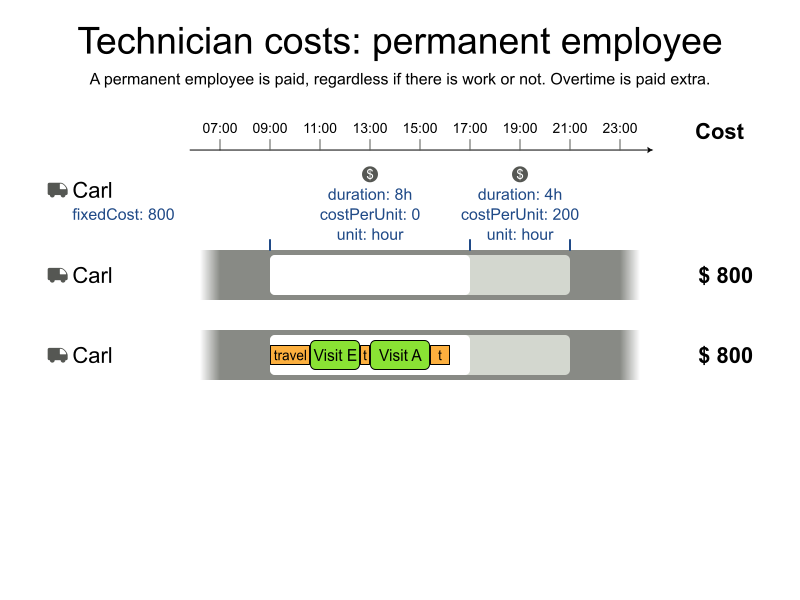 Technician costs: permanent employee
A permanent employee is paid, regardless if there is work or not. Overtime is paid extra.
07:00 09:00 11:00 13:00 15:00 17:00 19:00 21:00 23:00 Cost
$ $
Carl duration: 8h duration: 4h
fixedCost: 800 costPerUnit: 0 costPerUnit: 200
unit: hour unit: hour
Carl $ 800
Carl travel Visit E t Visit A t $ 800